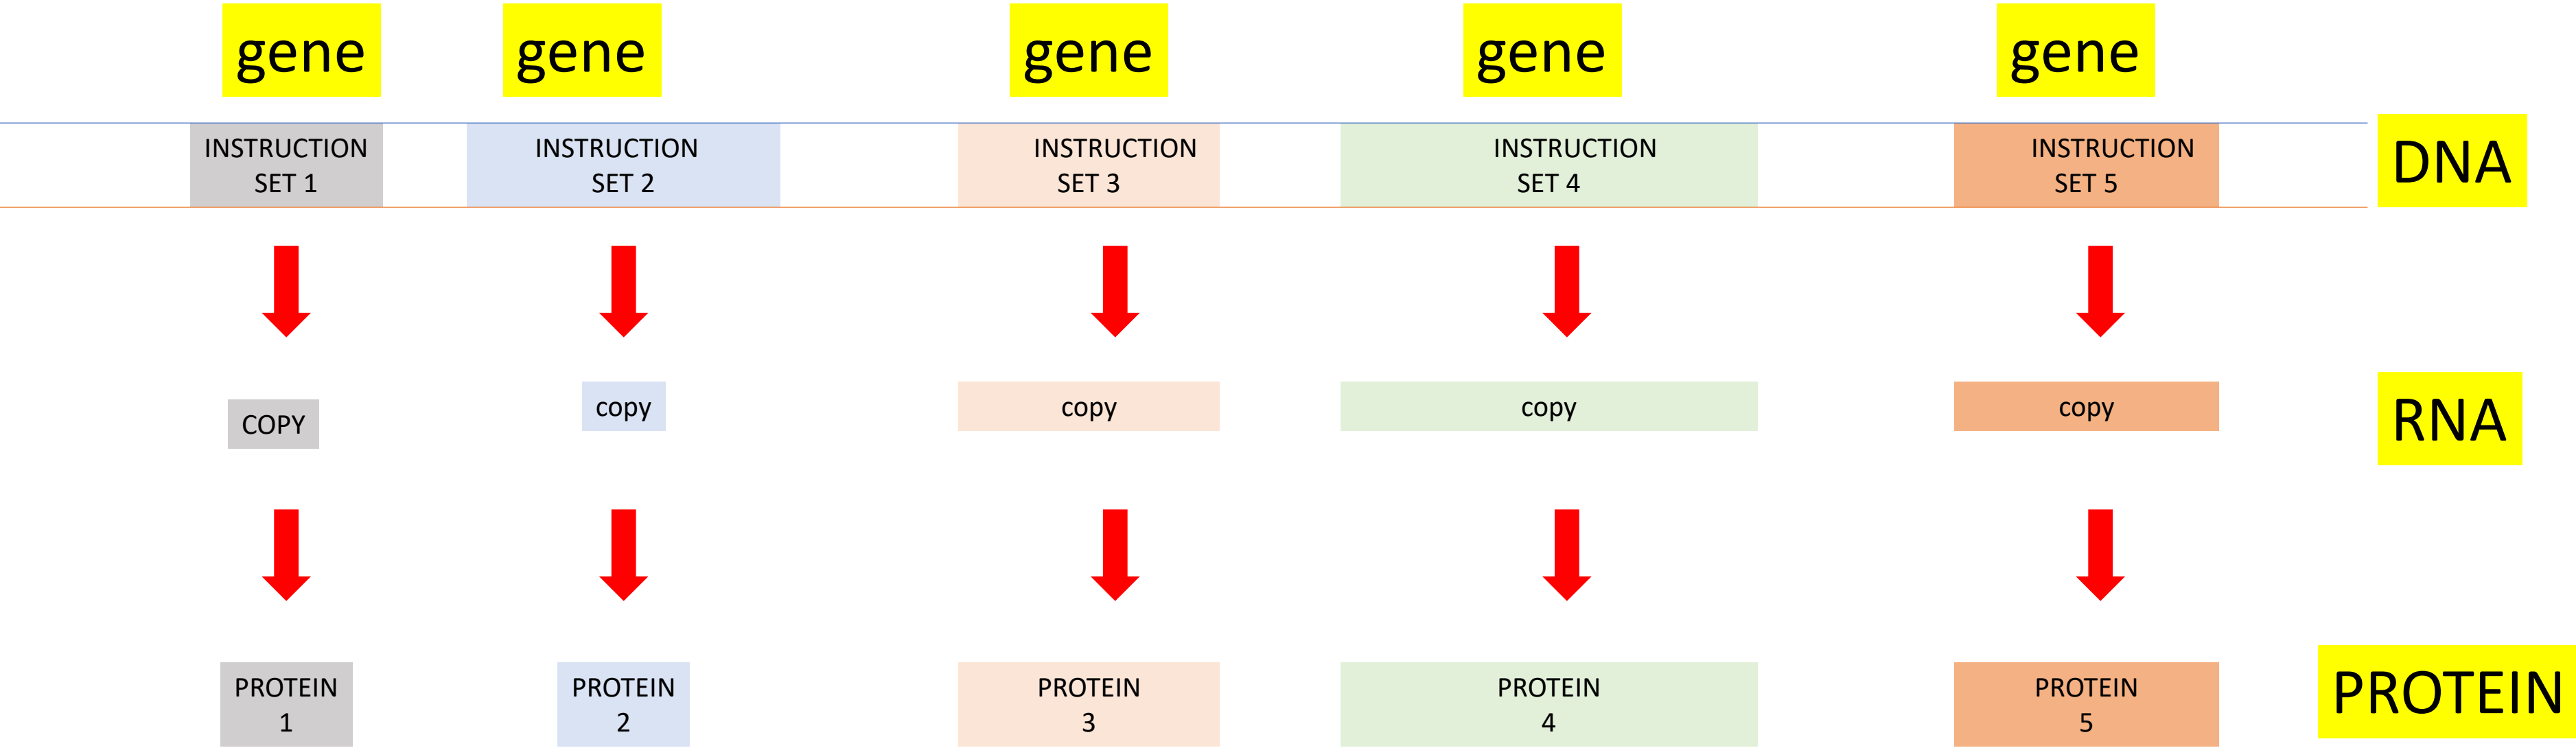 gene
gene
gene
gene
gene
INSTRUCTION
SET 1
INSTRUCTION
SET 2
INSTRUCTION
SET 3
INSTRUCTION
SET 4
INSTRUCTION
SET 5
DNA
COPY
copy
copy
copy
copy
RNA
PROTEIN
1
PROTEIN
2
PROTEIN
3
PROTEIN
4
PROTEIN
5
PROTEIN